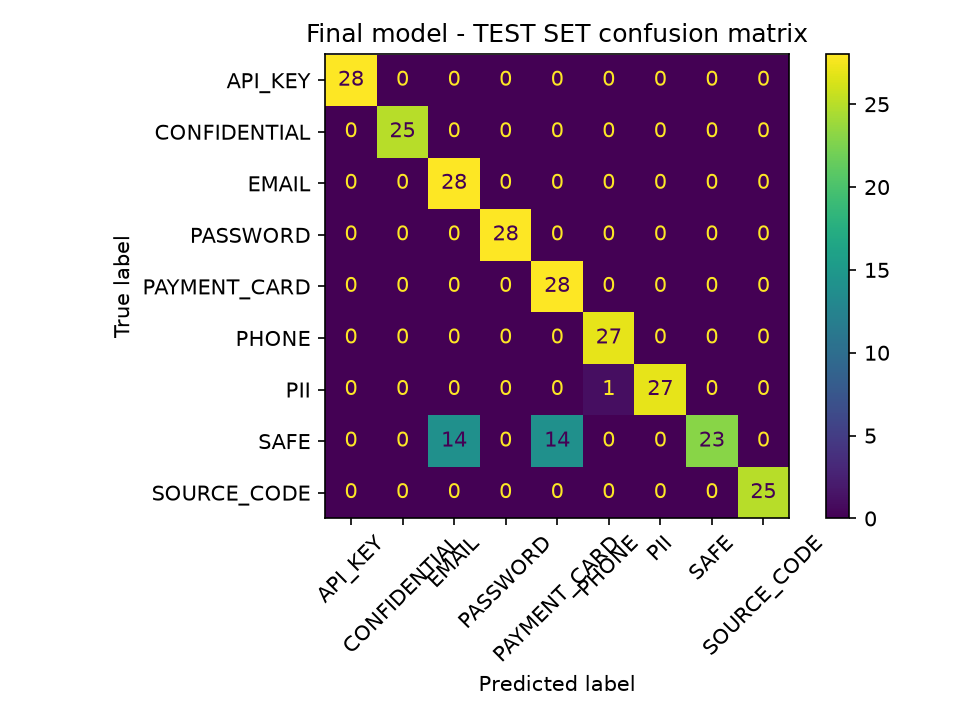 Final model - TEST SET confusion matrix
True label
API_KEY 28 0 0 0 0 0 0 0 0
CONFIDENTIAL 0 25 0 0 0 0 0 0 0
EMAIL 0 0 28 0 0 0 0 0 0
PASSWORD 0 0 0 28 0 0 0 0 0
PAYMENT_CARD 0 0 0 0 28 0 0 0 0
PHONE 0 0 0 0 0 27 0 0 0
PII 0 0 0 0 0 1 27 0 0
SAFE 0 0 14 0 14 0 0 23 0
SOURCE_CODE 0 0 0 0 0 0 0 0 25
API_KEY
CONFIDENTIAL
EMAIL
PASSWORD
PAYMENT_CARD
PHONE
PII
SAFE
SOURCE_CODE
Predicted label
25
20
15
10
5
0